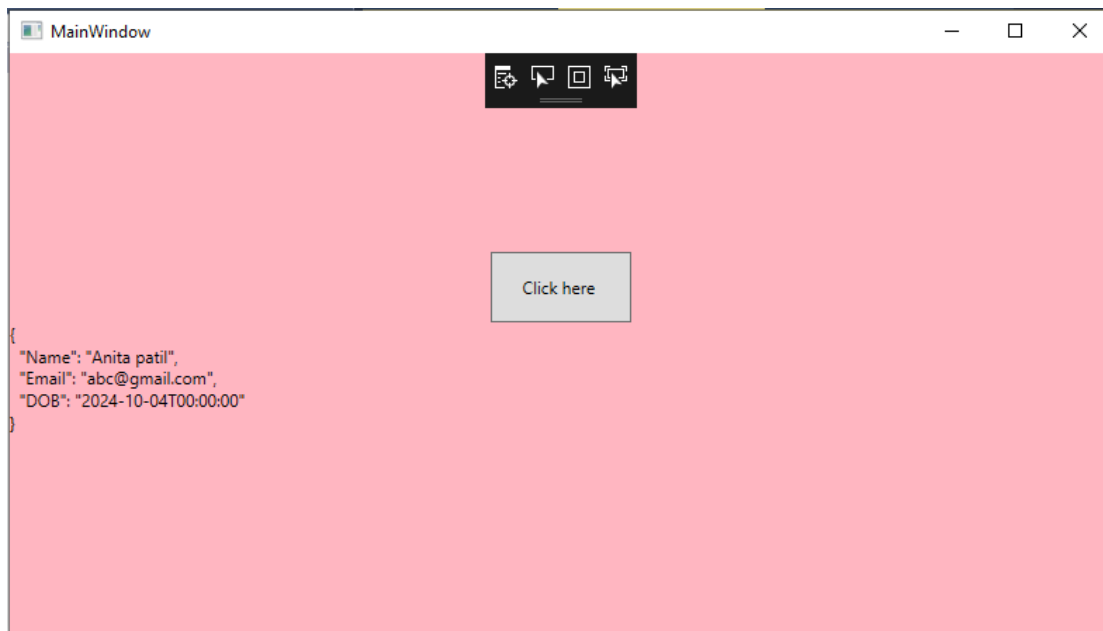 MainWindow
Click here
{
  "Name": "Anita patil",
  "Email": "abc@gmail.com",
  "DOB": "2024-10-04T00:00:00"
}